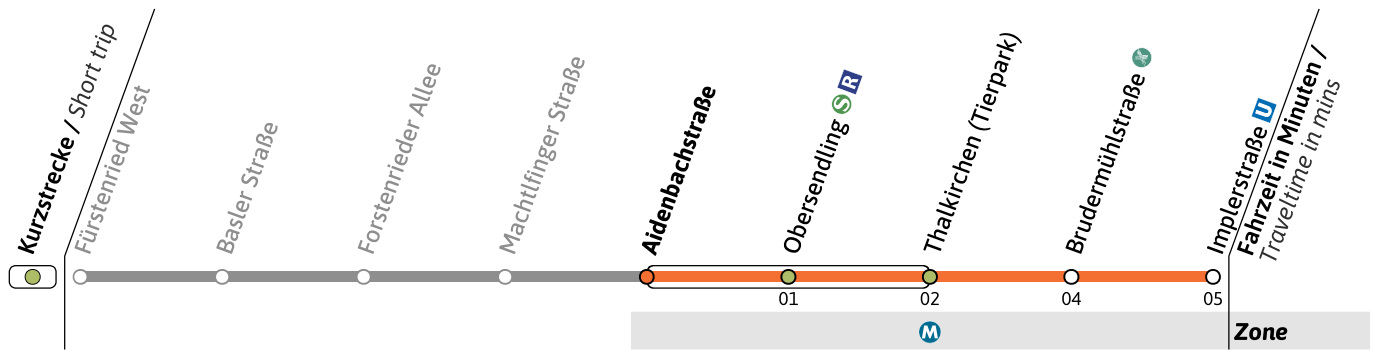 Kurzstrecke / Short trip
Fürstenried West
Basler Straße
Forstenrieder Allee
Machtlfinger Straße
Aidenbachstraße
Obersendling S R
Thalkirchen (Tierpark)
Brudermühlstraße
Implerstraße U
Fahrzeit in Minuten /
Traveltime in mins
01
02
04
05
M
Zone